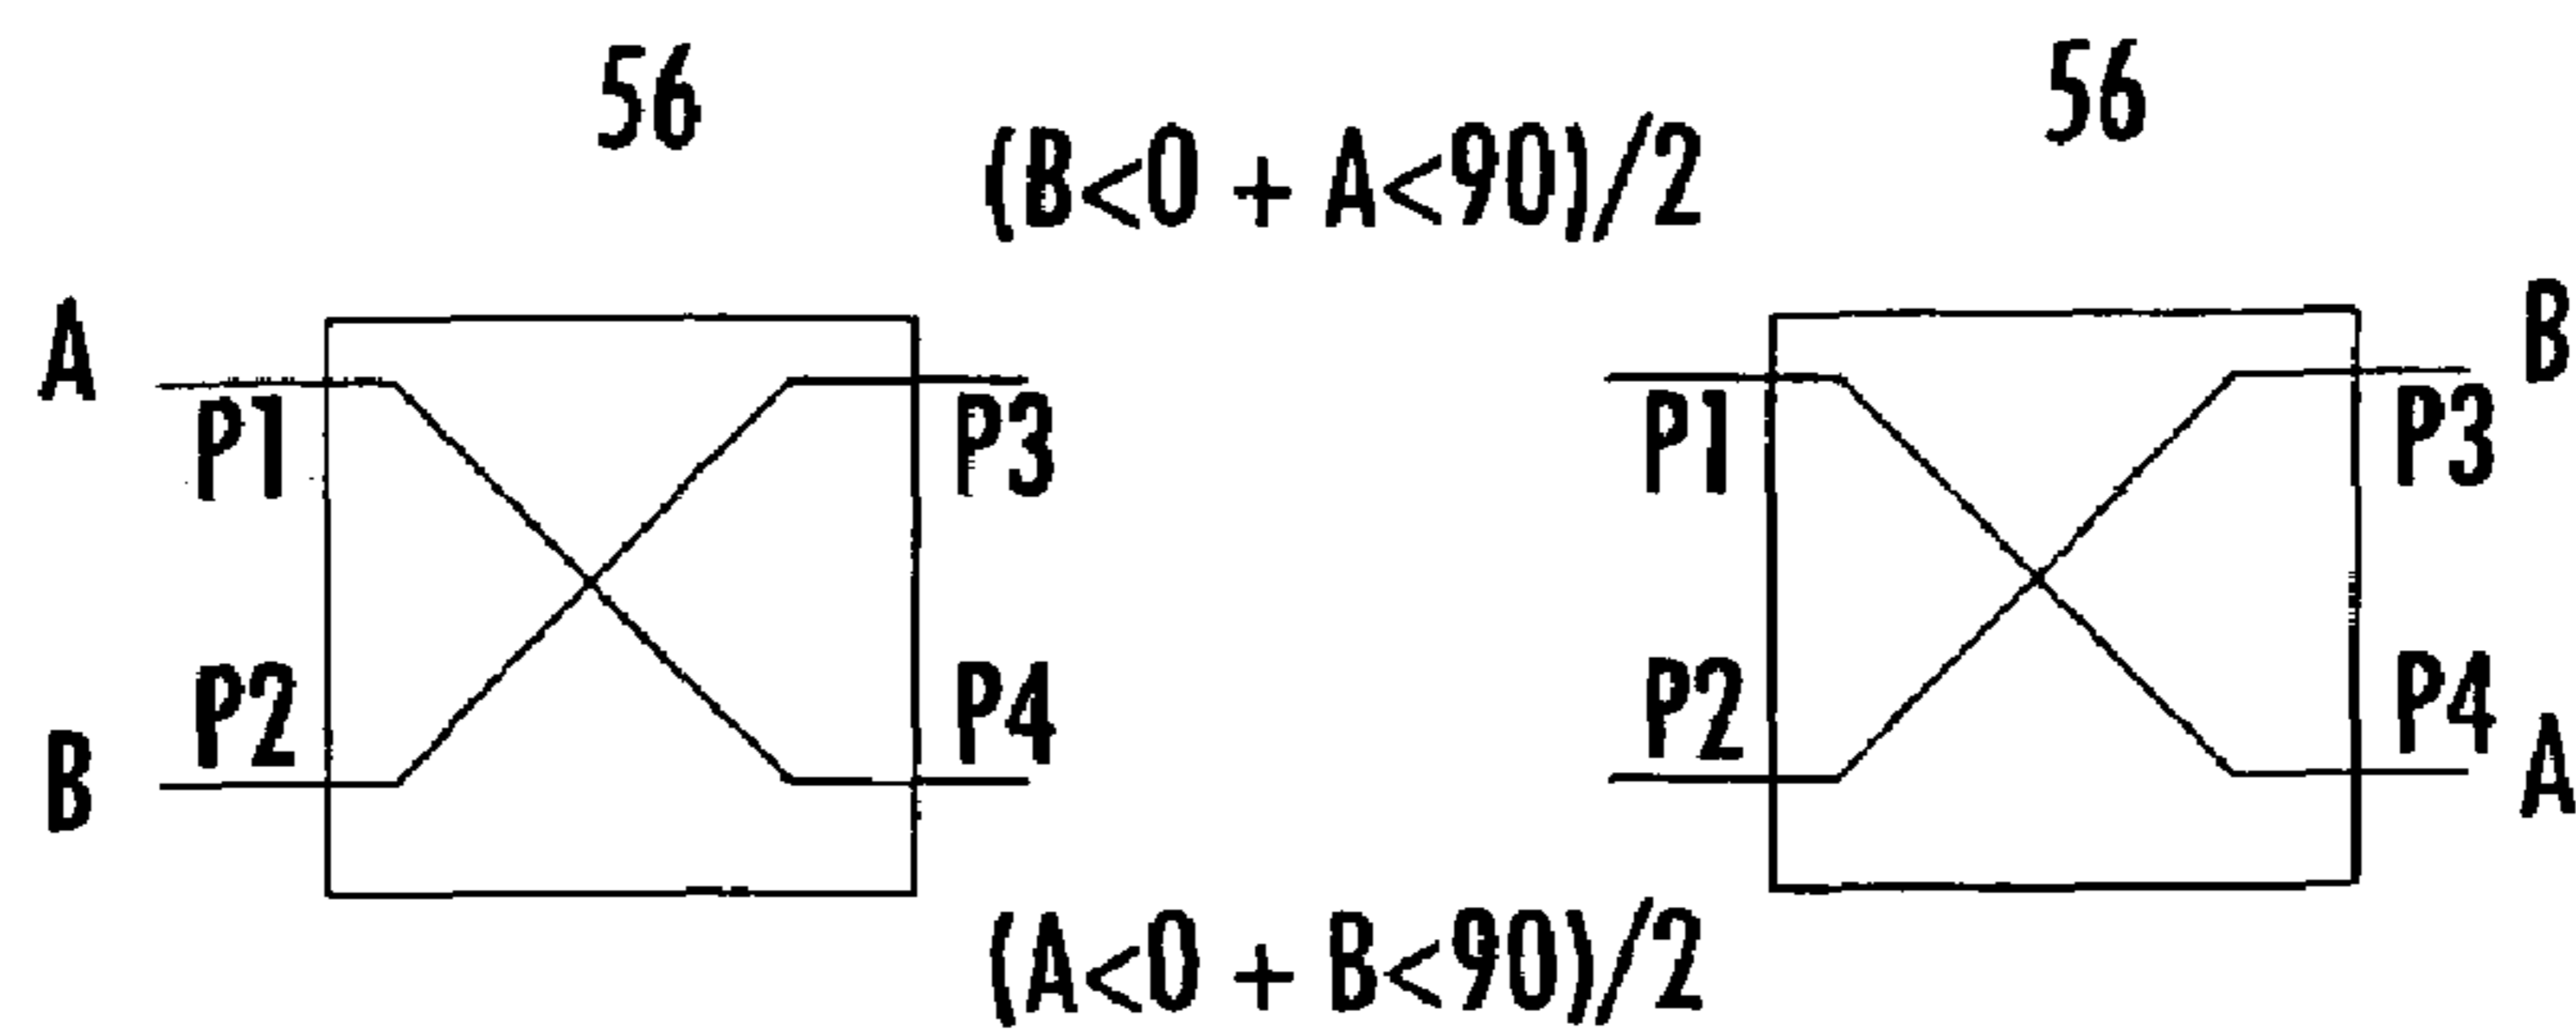 56 56
(B<0 + A<90)/2
A B
P1 P3 P1 P3
P2 P4 P2 P4
B A
(A<0 + B<90)/2